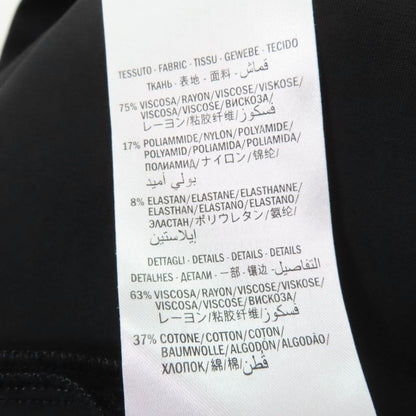 TESSUTO - FABRIC - TISSU - GEWEBE - TECIDO
ТКАНЬ - 表地 - 面料 - قماش
75% VISCOSA/RAYON/VISCOSE/VISKOSE/
VISCOSA/VISCOSE/ВИСКОЗА/
レーヨン/粘胶纤维/فسكوز
17% POLIAMMIDE/NYLON/POLYAMIDE/
POLYAMID/POLIAMIDA/POLIAMIDA/
ПОЛИАМИД/ナイロン/锦纶/
بولي أميد
8% ELASTAN/ELASTANE/ELASTHANNE/
ELASTHAN/ELASTANO/ELASTANO/
ЭЛАСТАН/ポリウレタン/氨纶/
إيلاستين
DETTAGLI - DETAILS - DETAILS - DETAILS
DETALHES - ДЕТАЛИ - 一部 - 镶边 - التفاصيل
63% VISCOSA/RAYON/VISCOSE/VISKOSE/
VISCOSA/VISCOSE/ВИСКОЗА/
レーヨン/粘胶纤维/فسكوز
37% COTONE/COTTON/COTON/
BAUMWOLLE/ALGODÓN/ALGODÃO/
ХЛОПОК/綿/棉/قطن